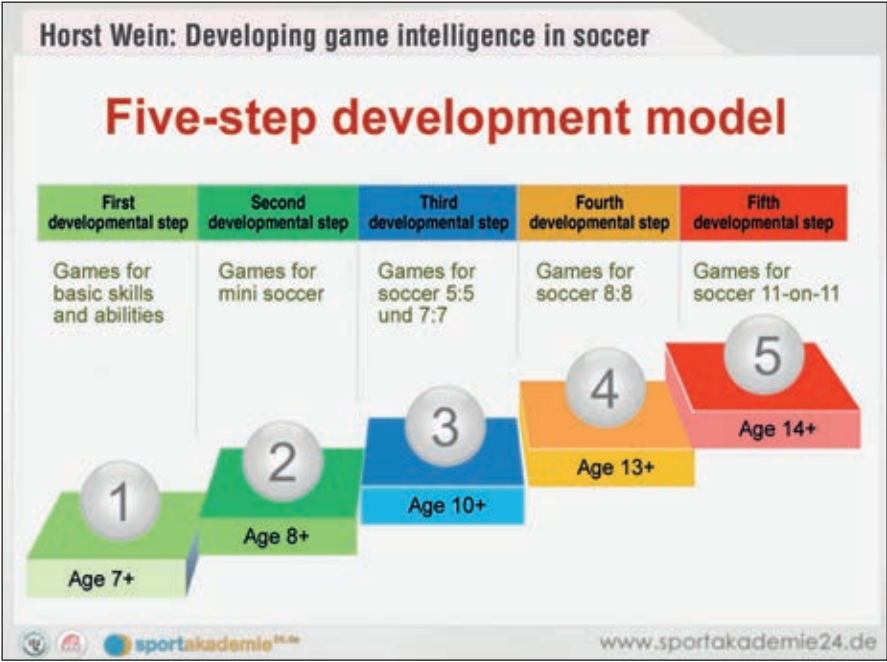 Horst Wein: Developing game intelligence in soccer
Five-step development model
First
developmental step
Second
developmental step
Third
developmental step
Fourth
developmental step
Fifth
developmental step
Games for
basic skills
and abilities
Games for
mini soccer
Games for
soccer 5:5
und 7:7
Games for
soccer 8:8
Games for
soccer 11-on-11
1
2
3
4
5
Age 7+
Age 8+
Age 10+
Age 13+
Age 14+
sportakademie24.de
www.sportakademie24.de